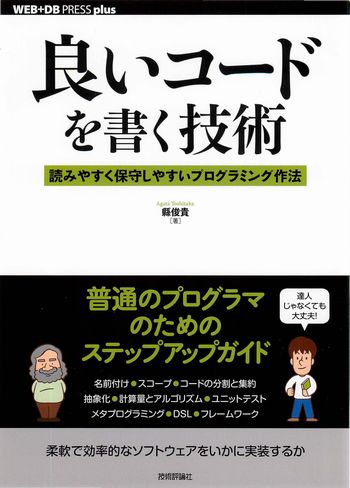 WEB+DB PRESS plus
良いコード
を書く技術
読みやすく保守しやすいプログラミング作法
Agata Toshitaka
縣俊貴
[著]
普通のプログラマ
のための
ステップアップガイド
達人
じゃなくても
大丈夫!
名前付け●スコープ●コードの分割と集約
抽象化●計算量とアルゴリズム●ユニットテスト
メタプログラミング●DSL●フレームワーク
柔軟で効率的なソフトウェアをいかに実装するか
技術評論社